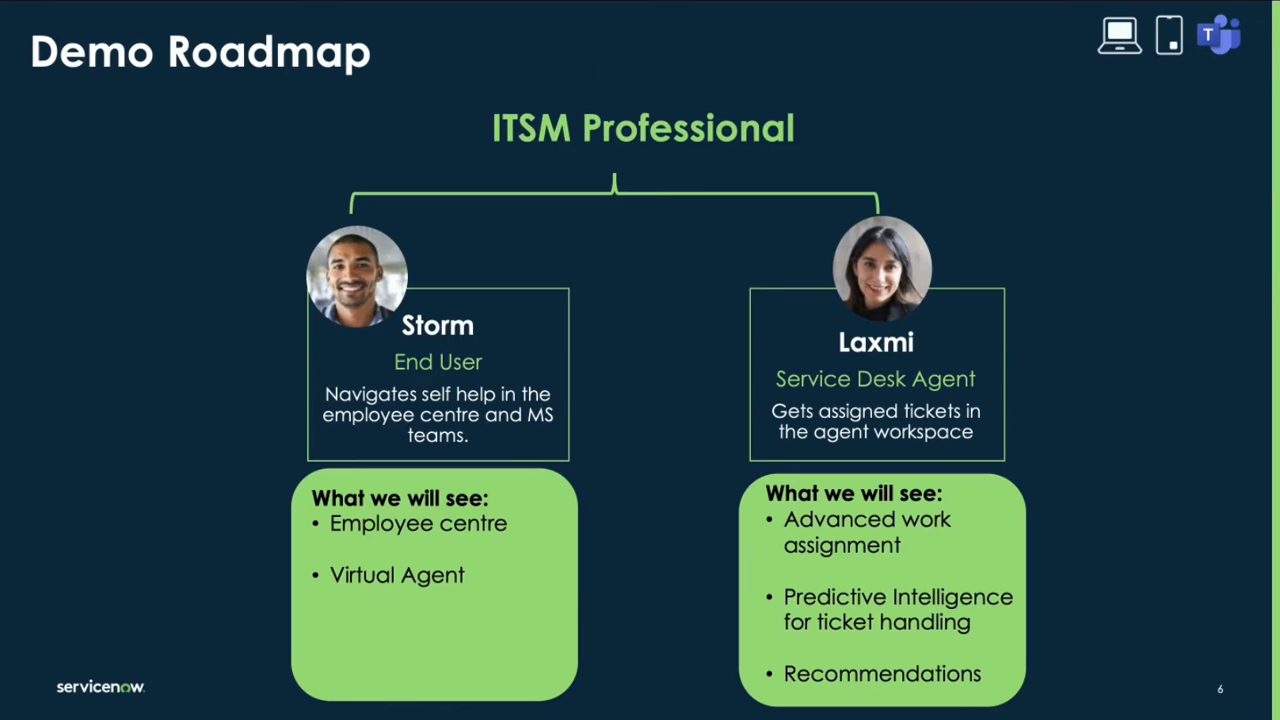 Demo Roadmap
T
ITSM Professional
Storm
End User
Navigates self help in the
employee centre and MS
teams.
What we will see:
• Employee centre
• Virtual Agent
Laxmi
Service Desk Agent
Gets assigned tickets in
the agent workspace
What we will see:
• Advanced work
assignment
• Predictive Intelligence
for ticket handling
• Recommendations
servicenow
6